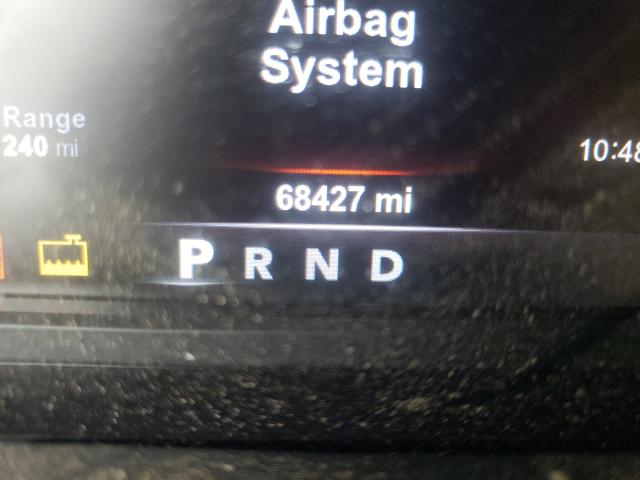 Airbag
System
Range
240 mi
10:48
68427 mi
P R N D